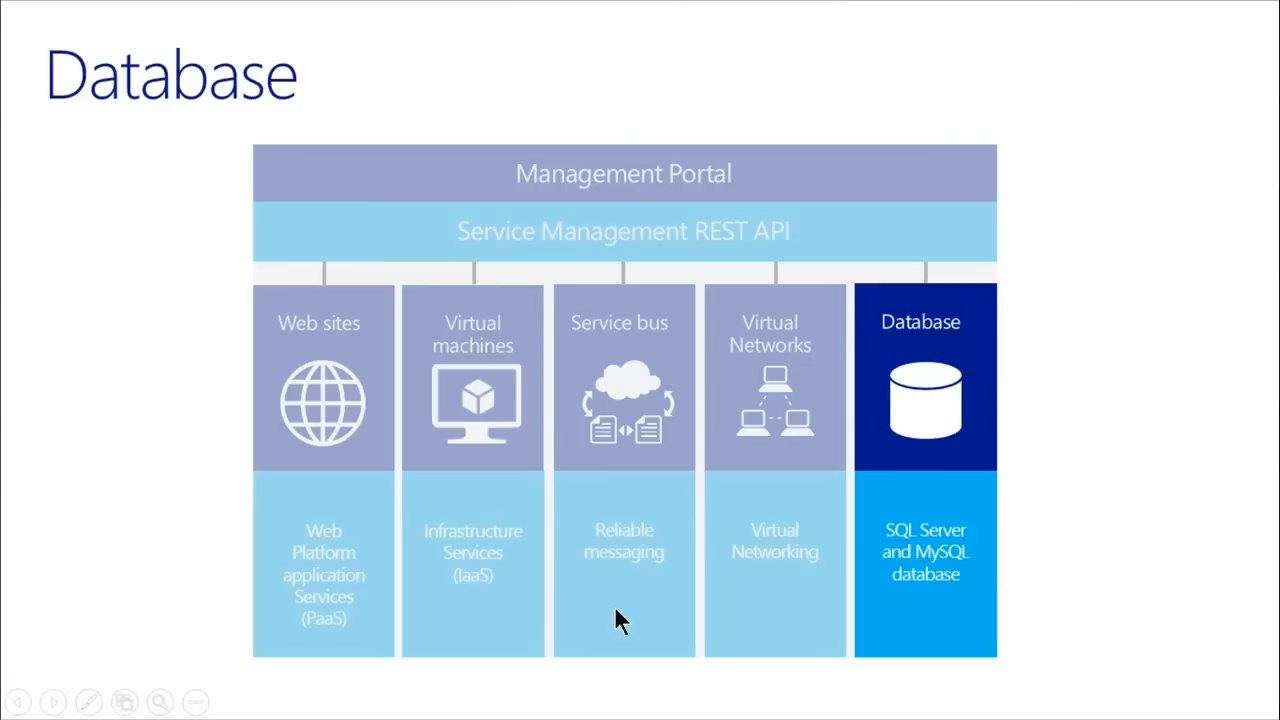 Database
Management Portal
Service Management REST API
Web sites
Virtual
machines
Service bus
Virtual
Networks
Database
Web
Platform
application
Services
(PaaS)
Infrastructure
Services
(IaaS)
Reliable
messaging
Virtual
Networking
SQL Server
and MySQL
database